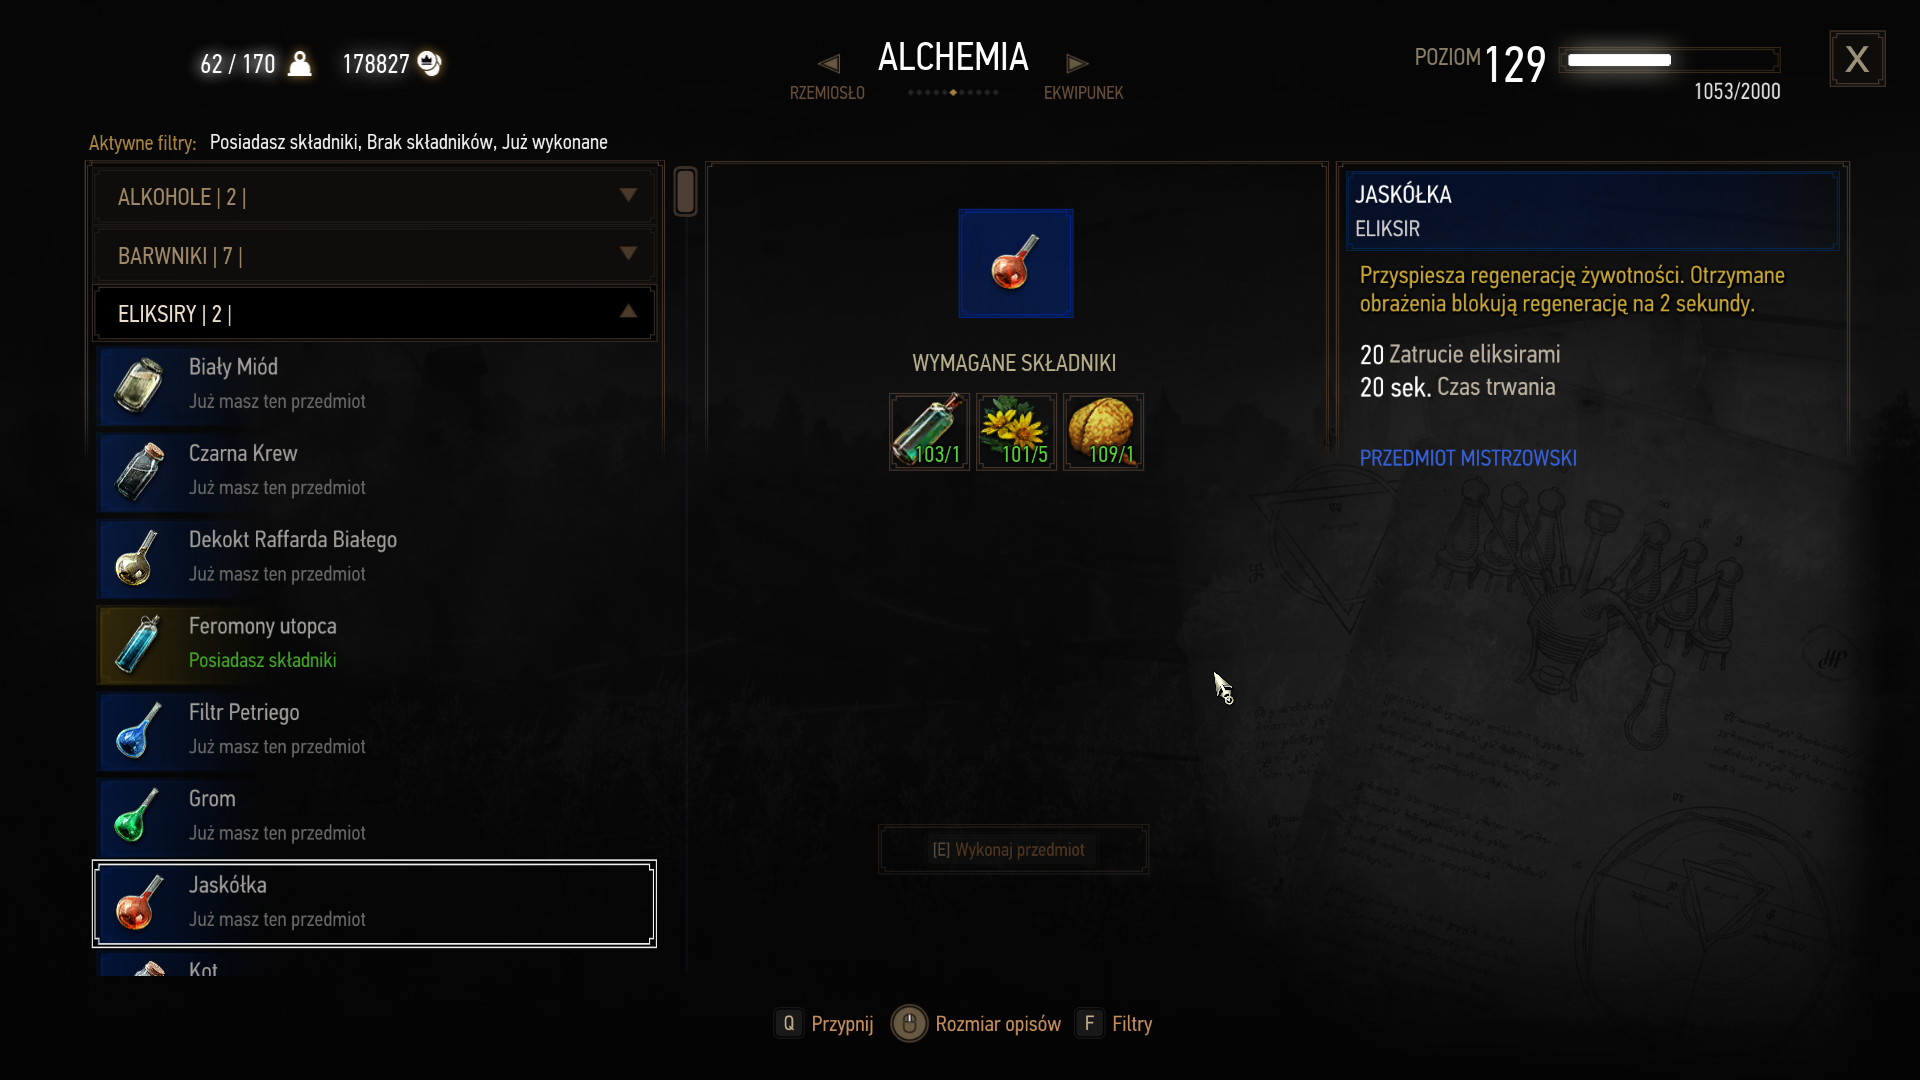 62 / 170
178827
ALCHEMIA
RZEMIOSŁO
EKWIPUNEK
POZIOM 129
1053/2000
X
Aktywne filtry: Posiadasz składniki, Brak składników, Już wykonane
ALKOHOLE | 2 |
BARWNIKI | 7 |
ELIKSIRY | 2 |
Biały Miód
Już masz ten przedmiot
Czarna Krew
Już masz ten przedmiot
Dekokt Raffarda Białego
Już masz ten przedmiot
Feromony utopca
Posiadasz składniki
Filtr Petriego
Już masz ten przedmiot
Grom
Już masz ten przedmiot
Jaskółka
Już masz ten przedmiot
Kot
WYMAGANE SKŁADNIKI
103/1
101/5
109/1
[E] Wykonaj przedmiot
JASKÓŁKA
ELIKSIR
Przyspiesza regenerację żywotności. Otrzymane
obrażenia blokują regenerację na 2 sekundy.
20 Zatrucie eliksirami
20 sek. Czas trwania
PRZEDMIOT MISTRZOWSKI
Q Przypnij
Rozmiar opisów
F Filtry